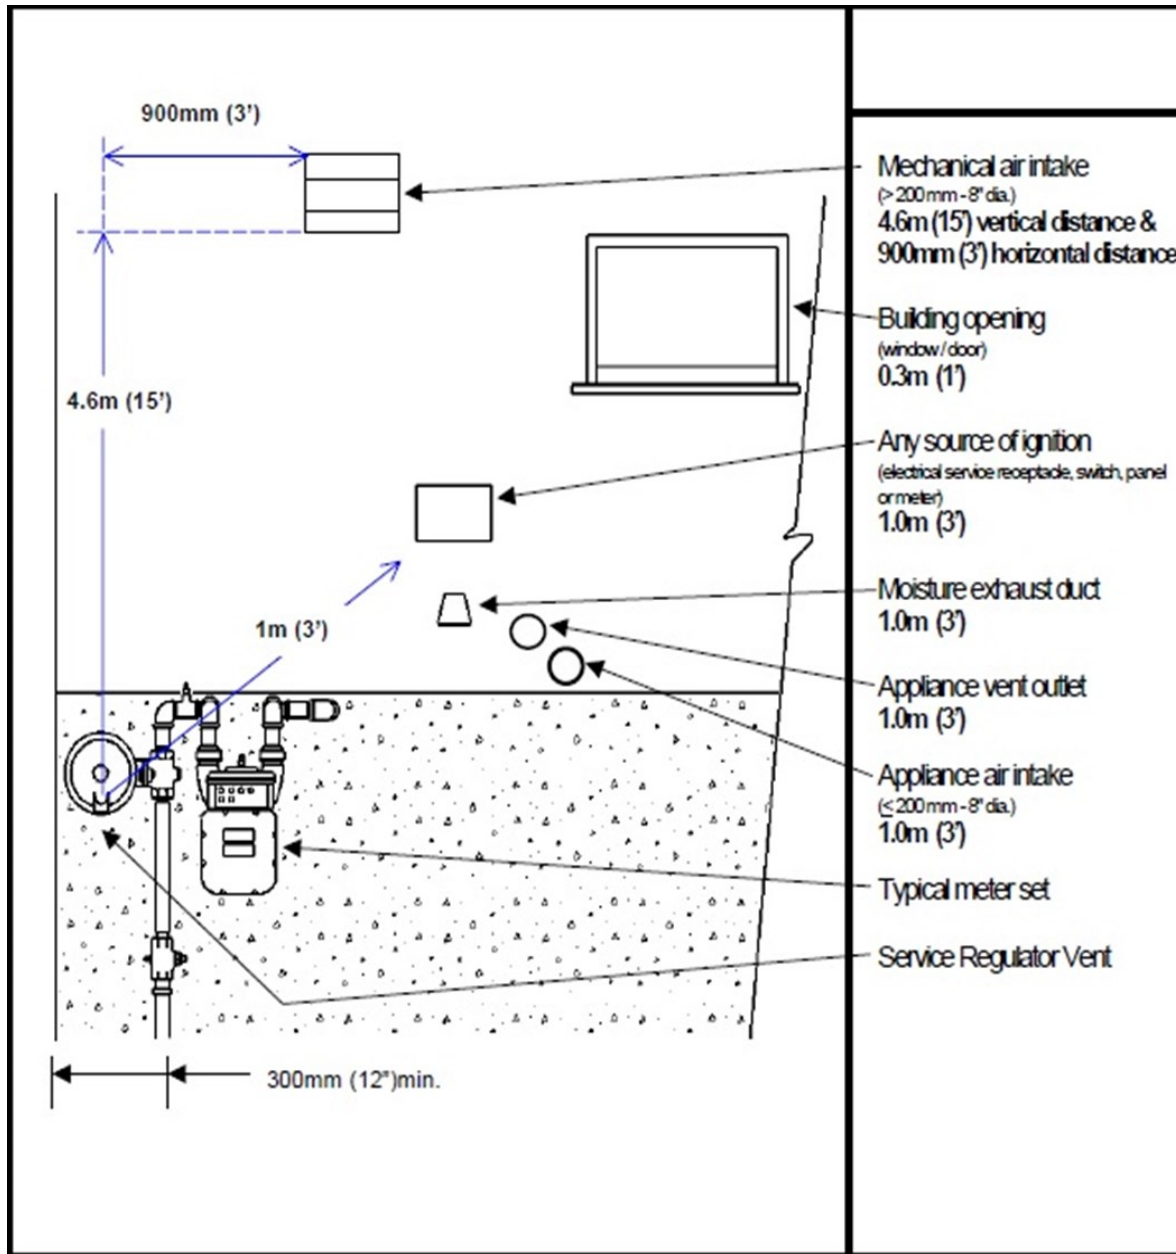 900mm (3')
4.6m (15')
1m (3')
300mm (12")min.
Mechanical air intake
(> 200 mm - 8" dia.)
4.6m (15') vertical distance &
900mm (3') horizontal distance
Building opening
(window / door)
0.3m (1')
Any source of ignition
(electrical service receptacle, switch, panel
or meter)
1.0m (3')
Moisture exhaust duct
1.0m (3')
Appliance vent outlet
1.0m (3')
Appliance air intake
(≤ 200 mm - 8" dia.)
1.0m (3')
Typical meter set
Service Regulator Vent